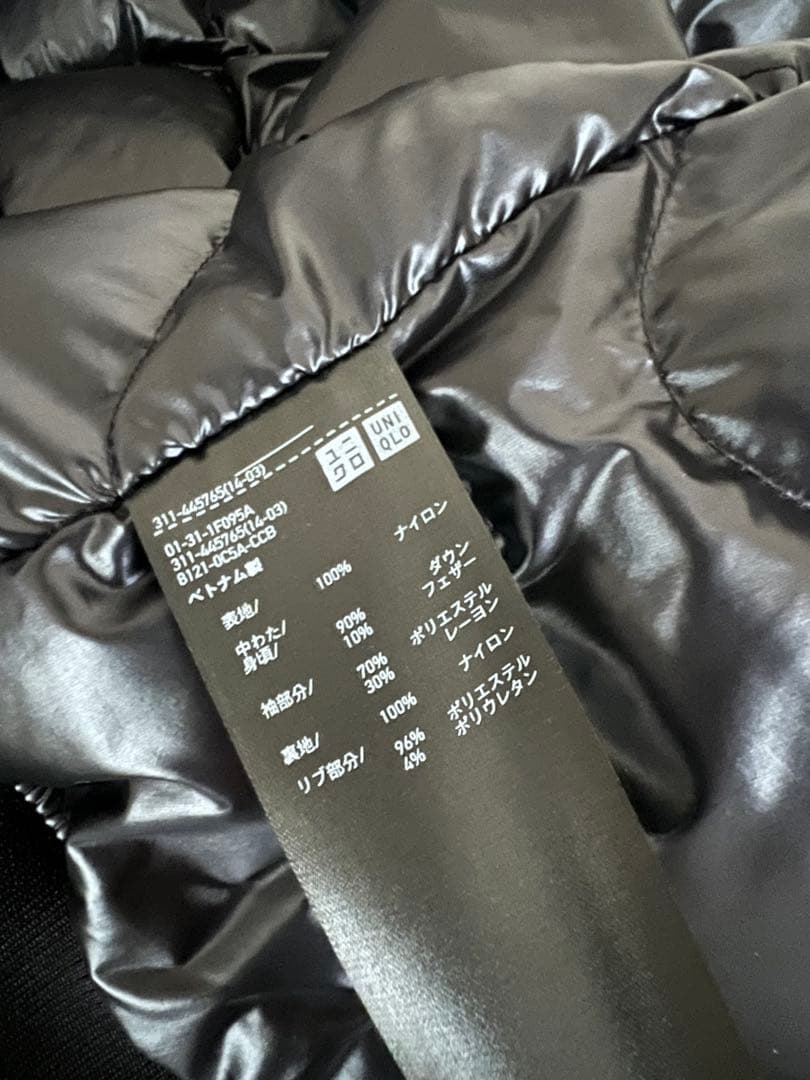 ユニクロ
UNIQLO
311-445765(14-03)
01-31-1F095A
311-445765(14-03)
B121-0C5A-CCB
ベトナム製
表地/ 100% ナイロン
中わた/
身頃/ 90% ダウン
10% フェザー
袖部分/ 70% ポリエステル
30% レーヨン
裏地/ 100% ナイロン
リブ部分/ 96% ポリエステル
4% ポリウレタン